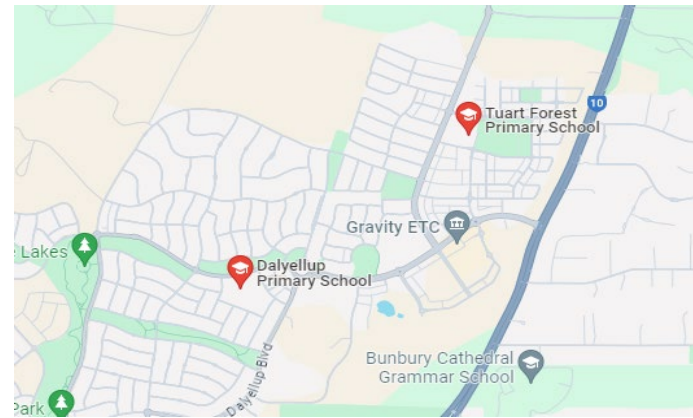 10
Tuart Forest
Primary School
Gravity ETC
e Lakes
Dalyellup
Primary School
Dalyellup Blvd
Bunbury Cathedral
Grammar School
Park